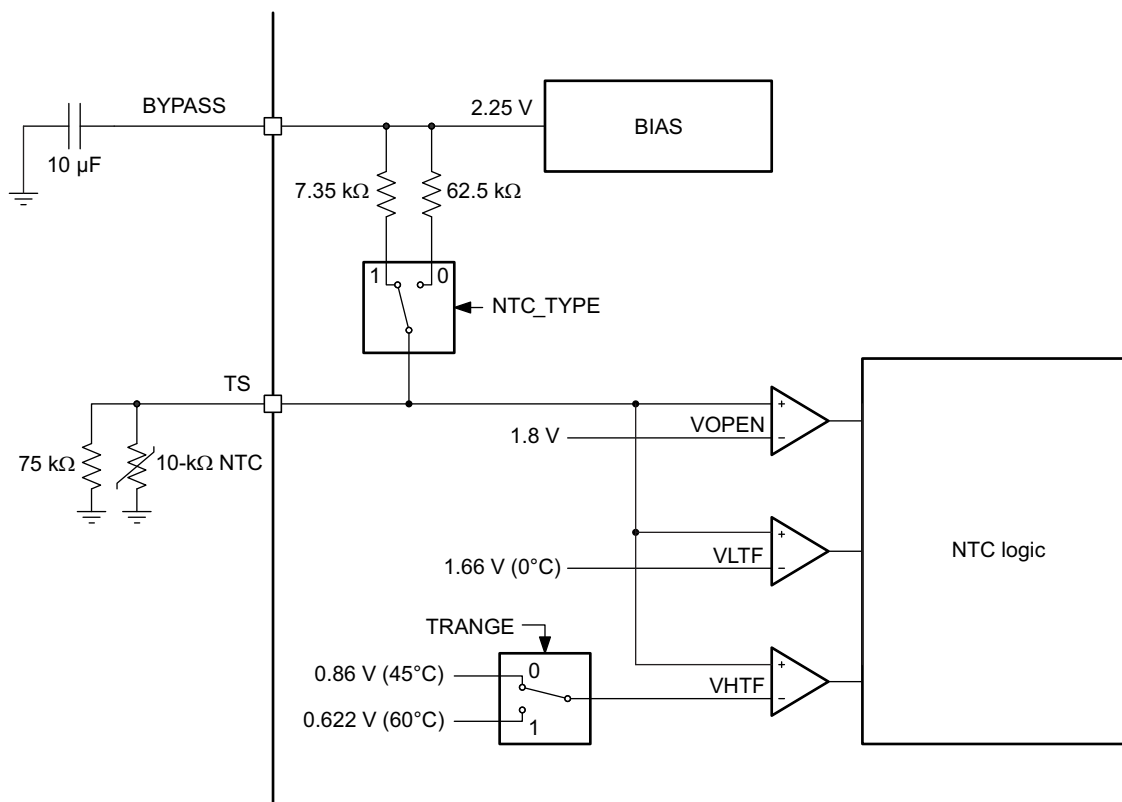 BYPASS
2.25 V
BIAS
10 µF
7.35 kΩ
62.5 kΩ
1
0
NTC_TYPE
TS
+
VOPEN
1.8 V
−
75 kΩ
10-kΩ NTC
+
VLTF
1.66 V (0°C)
−
NTC logic
TRANGE
0
0.86 V (45°C)
+
VHTF
−
0.622 V (60°C)
1